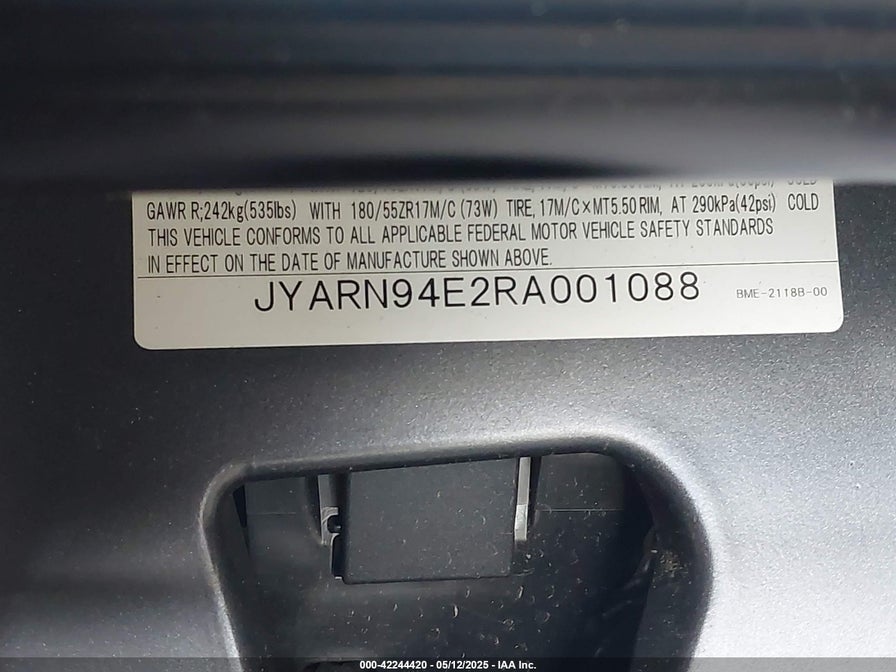 GAWR R;242kg(535lbs) WITH 180/55ZR17M/C (73W) TIRE, 17M/C×MT5.50 RIM, AT 290kPa(42psi) COLD
THIS VEHICLE CONFORMS TO ALL APPLICABLE FEDERAL MOTOR VEHICLE SAFETY STANDARDS
IN EFFECT ON THE DATE OF MANUFACTURE SHOWN ABOVE.
JYARN94E2RA001088
BME-2118B-00
000-42244420 - 05/12/2025 - IAA Inc.